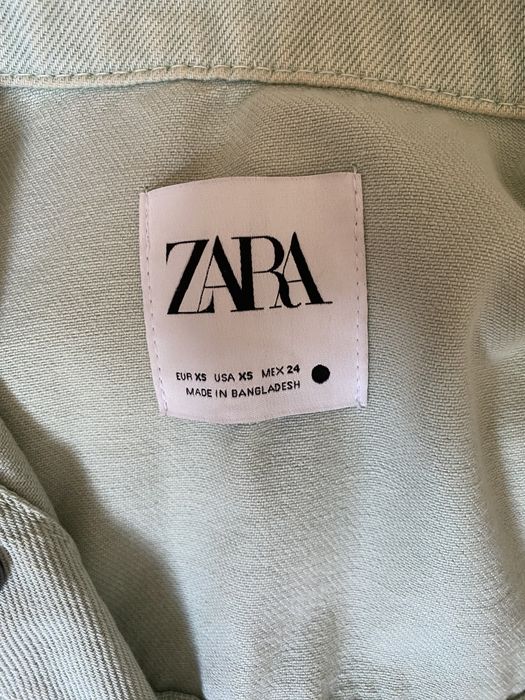 ZARA
EUR XS USA XS MEX 24
MADE IN BANGLADESH